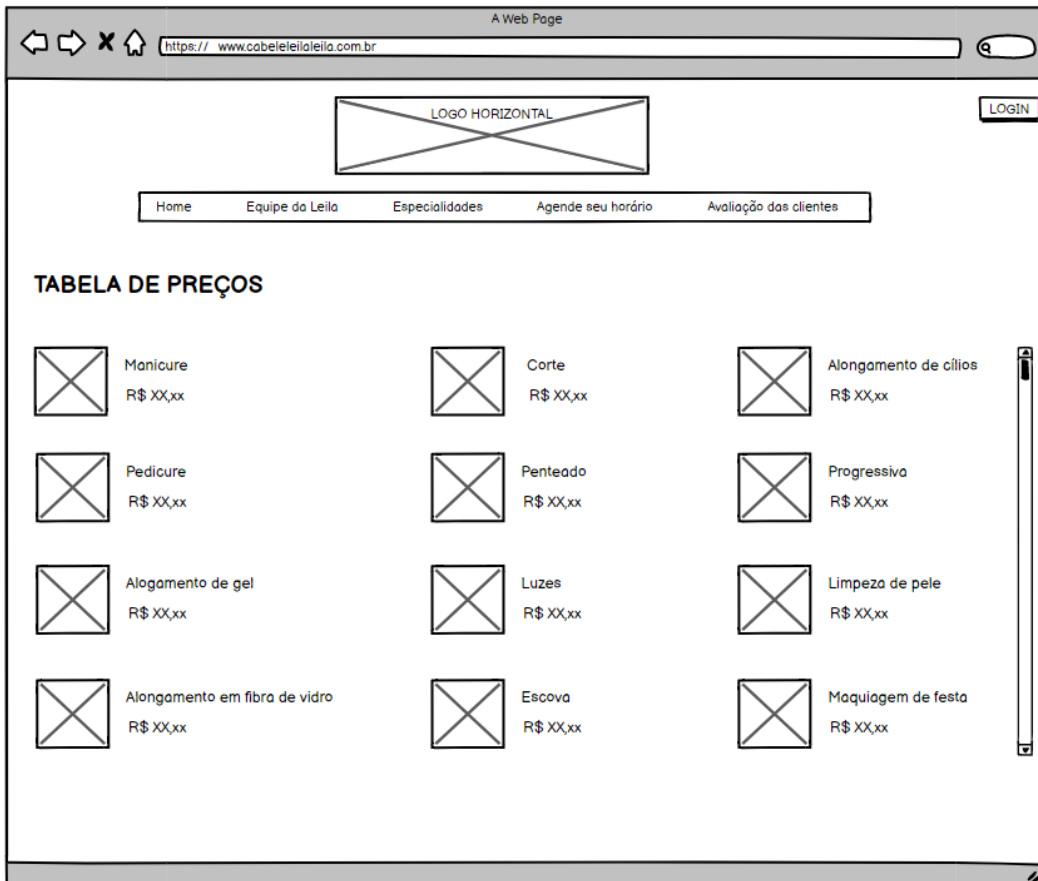 A Web Page
https:// www.cabeleleilaleila.com.br
LOGO HORIZONTAL
LOGIN
Home Equipe da Leila Especialidades Agende seu horário Avaliação das clientes
TABELA DE PREÇOS
Manicure Corte Alongamento de cílios
R$ XX,xx R$ XX,xx R$ XX,xx
Pedicure Penteado Progressiva
R$ XX,xx R$ XX,xx R$ XX,xx
Alogamento de gel Luzes Limpeza de pele
R$ XX,xx R$ XX,xx R$ XX,xx
Alongamento em fibra de vidro Escova Maquiagem de festa
R$ XX,xx R$ XX,xx R$ XX,xx